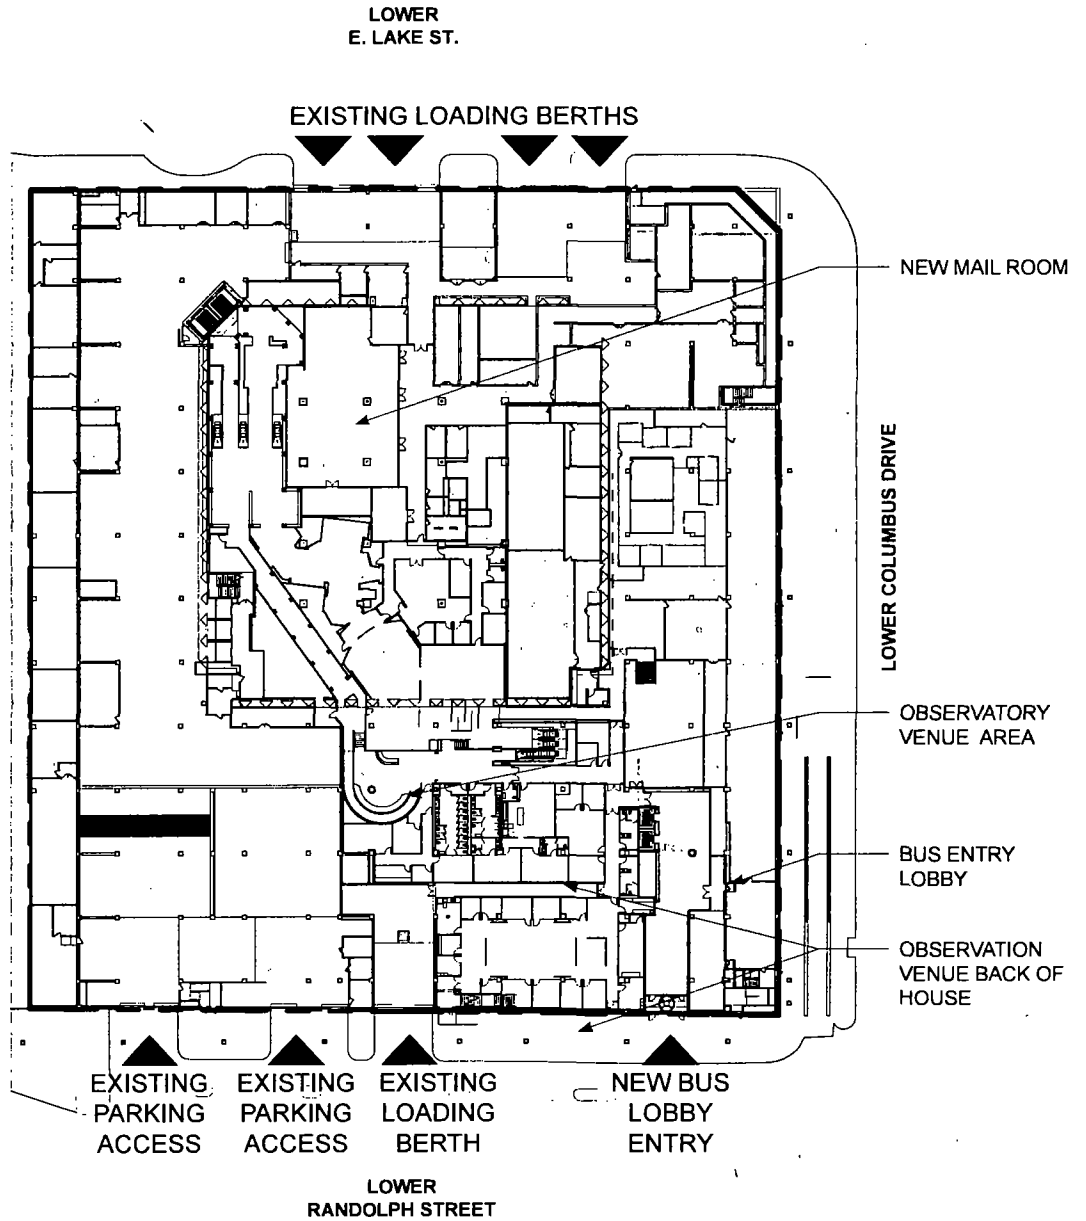 LOWER
E. LAKE ST.
EXISTING LOADING BERTHS
NEW MAIL ROOM
LOWER COLUMBUS DRIVE
OBSERVATORY
VENUE AREA
BUS ENTRY
LOBBY
OBSERVATION
VENUE BACK OF
HOUSE
EXISTING
PARKING
ACCESS
EXISTING
PARKING
ACCESS
EXISTING
LOADING
BERTH
NEW BUS
LOBBY
ENTRY
LOWER
RANDOLPH STREET